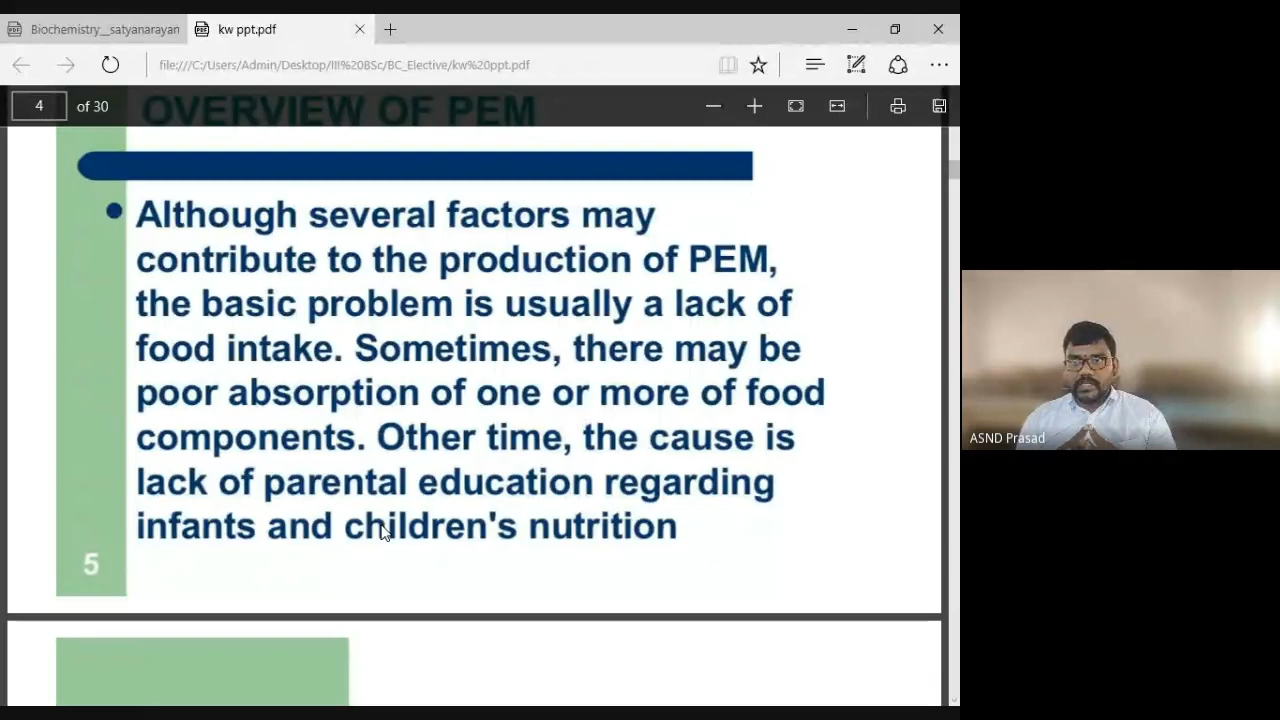 Biochemistry__satyanarayan
kw ppt.pdf
file:///C:/Users/Admin/Desktop/III%20BSc/BC_Elective/kw%20ppt.pdf
4 of 30
OVERVIEW OF PEM
Although several factors may
contribute to the production of PEM,
the basic problem is usually a lack of
food intake. Sometimes, there may be
poor absorption of one or more of food
components. Other time, the cause is
lack of parental education regarding
infants and children's nutrition
5
ASND Prasad